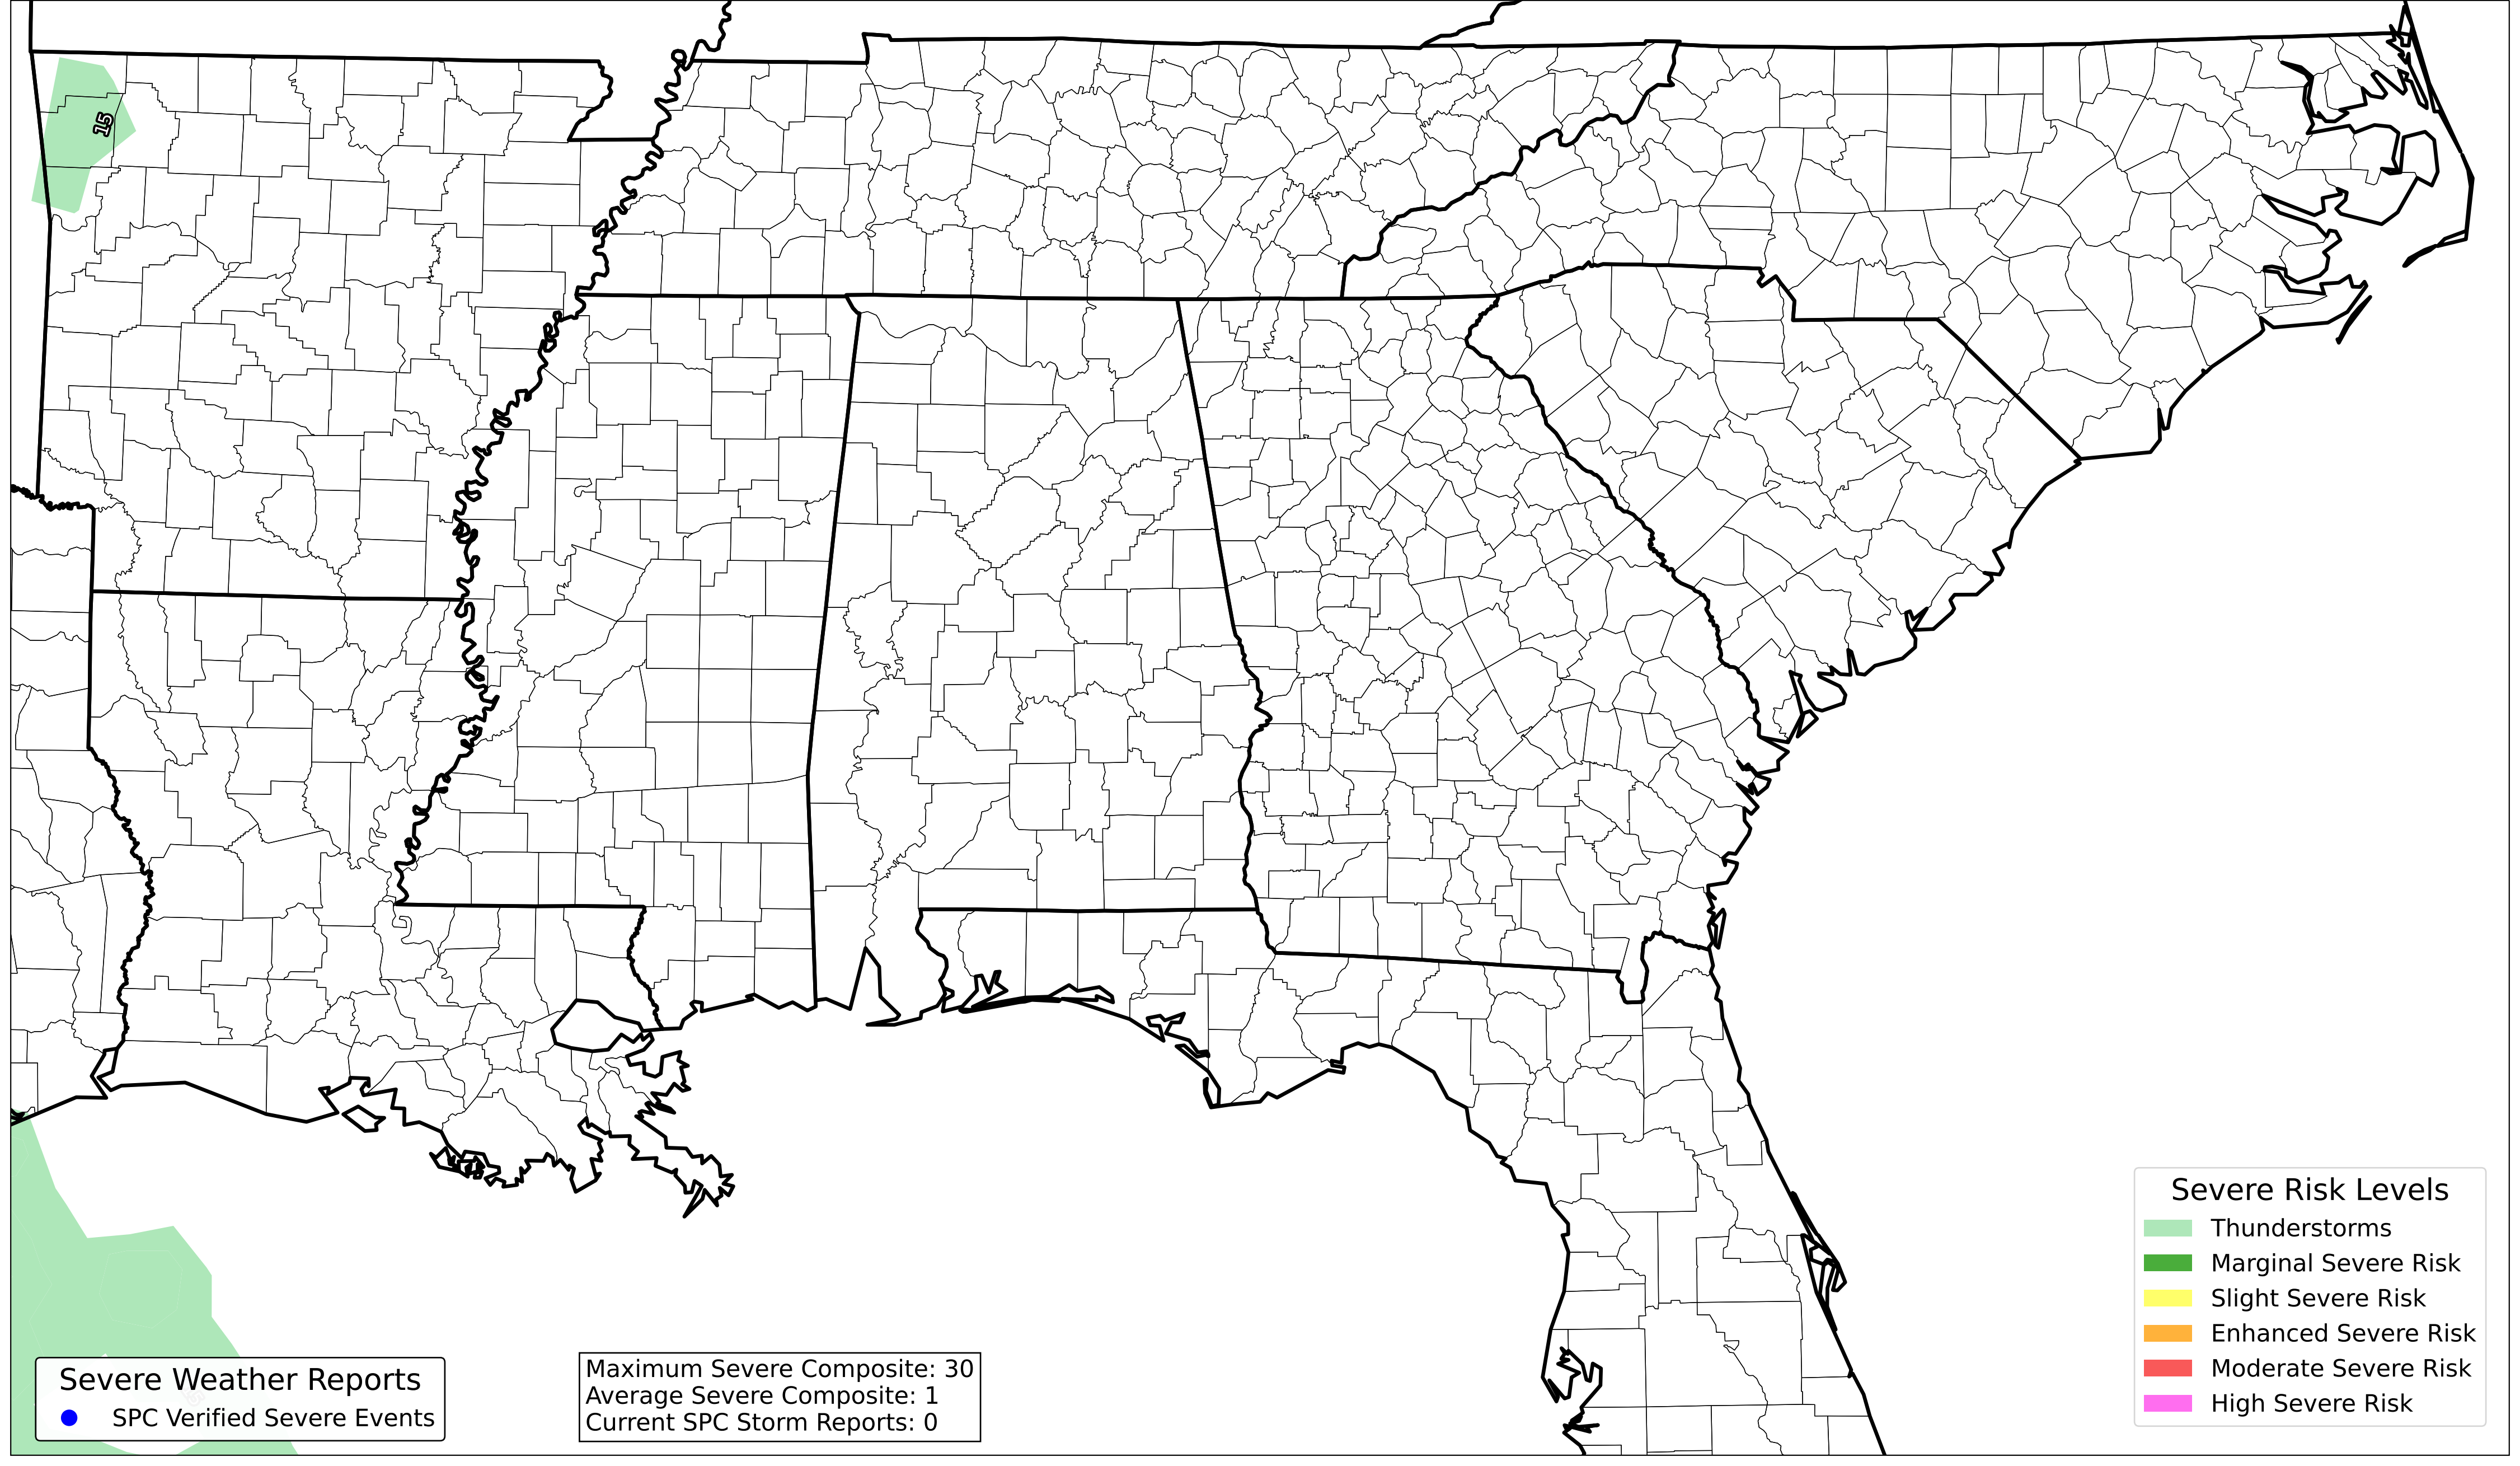 15
Severe Weather Reports
SPC Verified Severe Events
Maximum Severe Composite: 30
Average Severe Composite: 1
Current SPC Storm Reports: 0
Severe Risk Levels
Thunderstorms
Marginal Severe Risk
Slight Severe Risk
Enhanced Severe Risk
Moderate Severe Risk
High Severe Risk